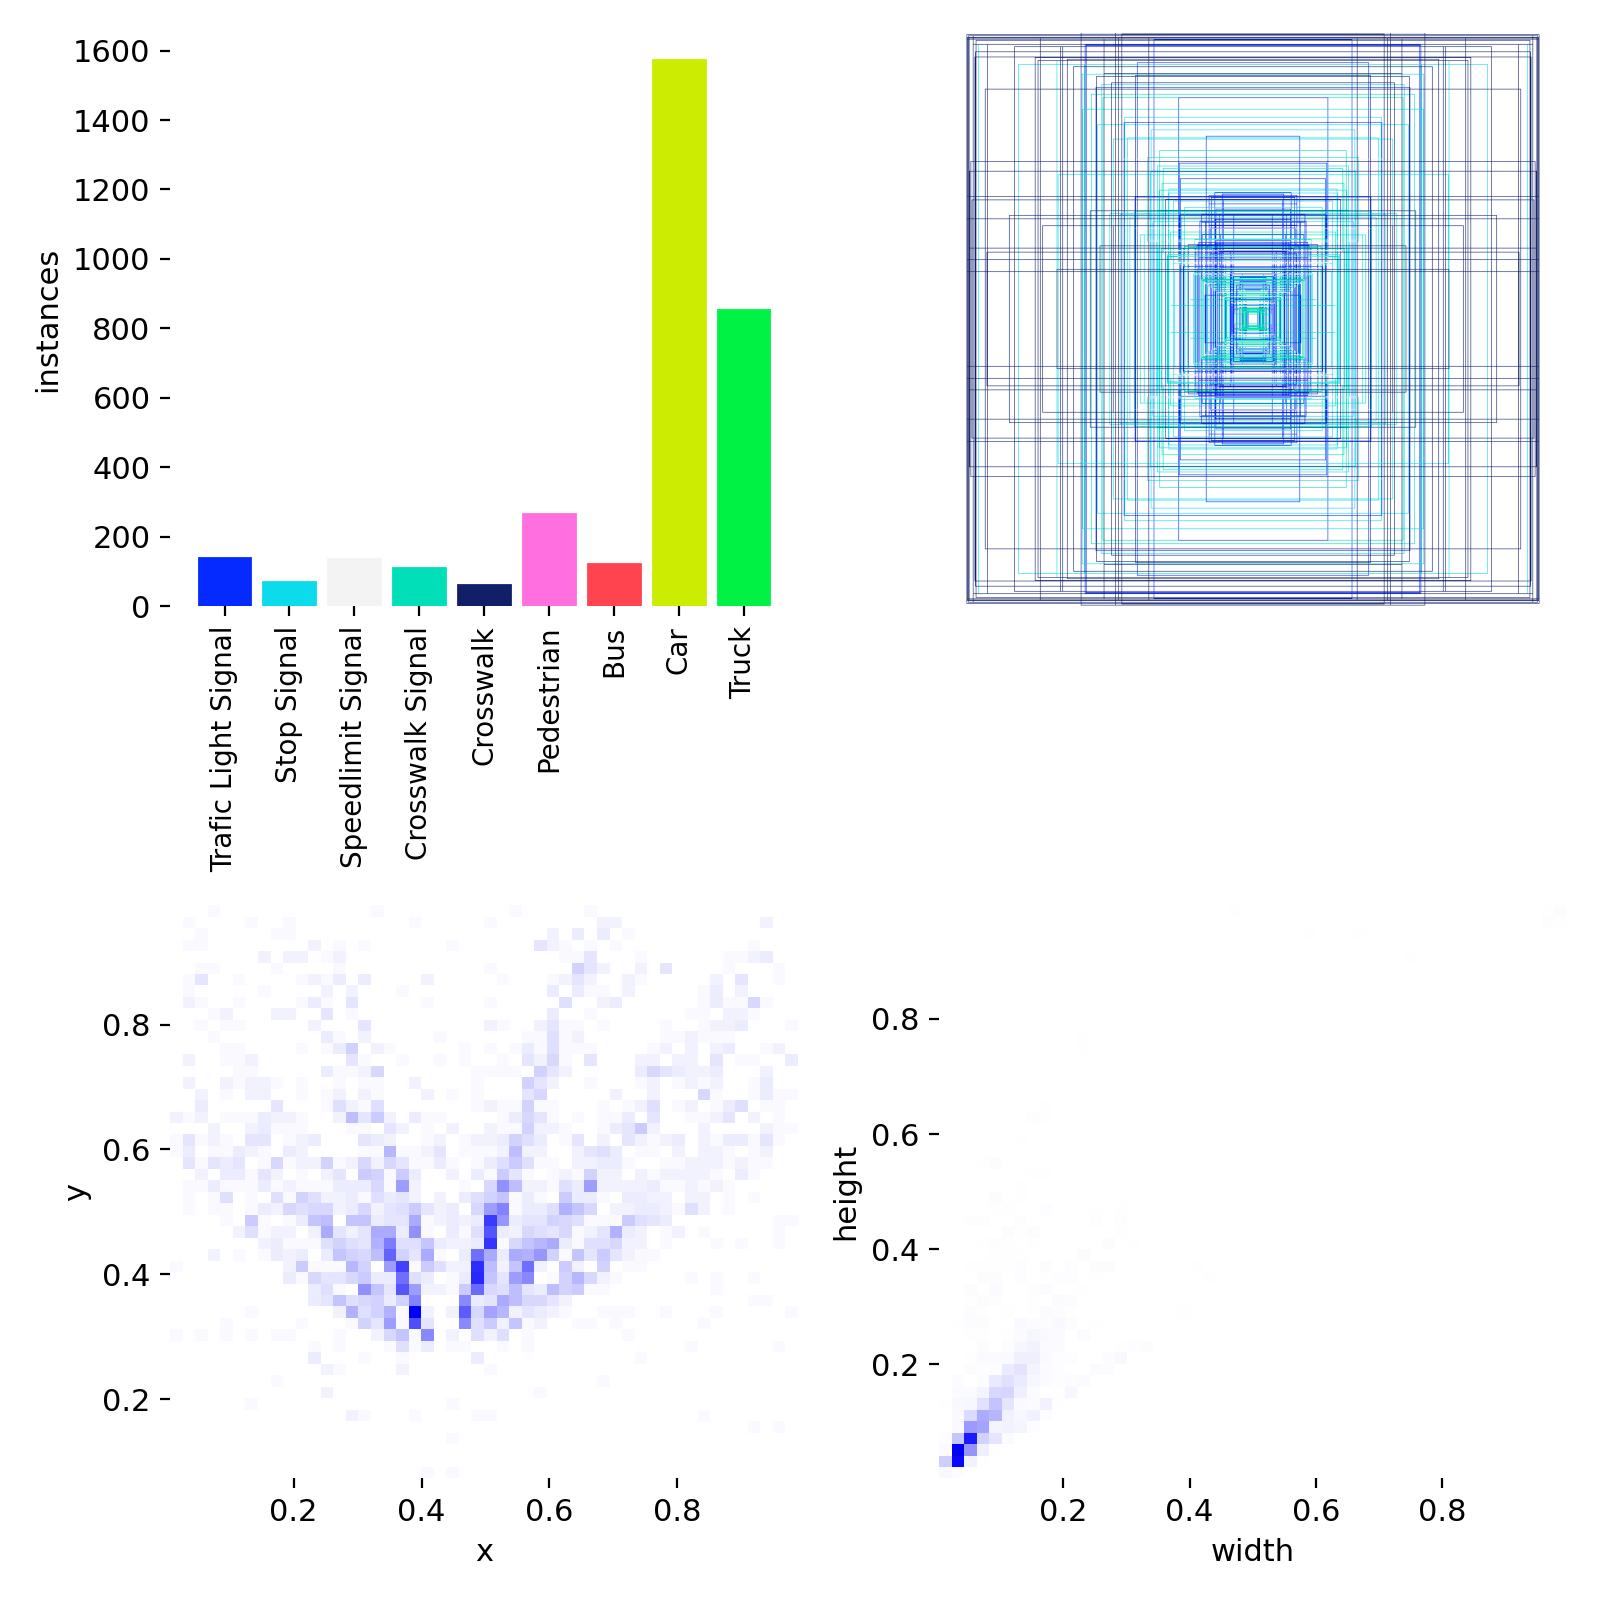 1600
1400
1200
1000
800
600
400
200
0
instances
Trafic Light Signal
Stop Signal
Speedlimit Signal
Crosswalk Signal
Crosswalk
Pedestrian
Bus
Car
Truck
0.8
0.6
0.4
0.2
y
0.2 0.4 0.6 0.8
x
0.8
0.6
0.4
0.2
height
0.2 0.4 0.6 0.8
width